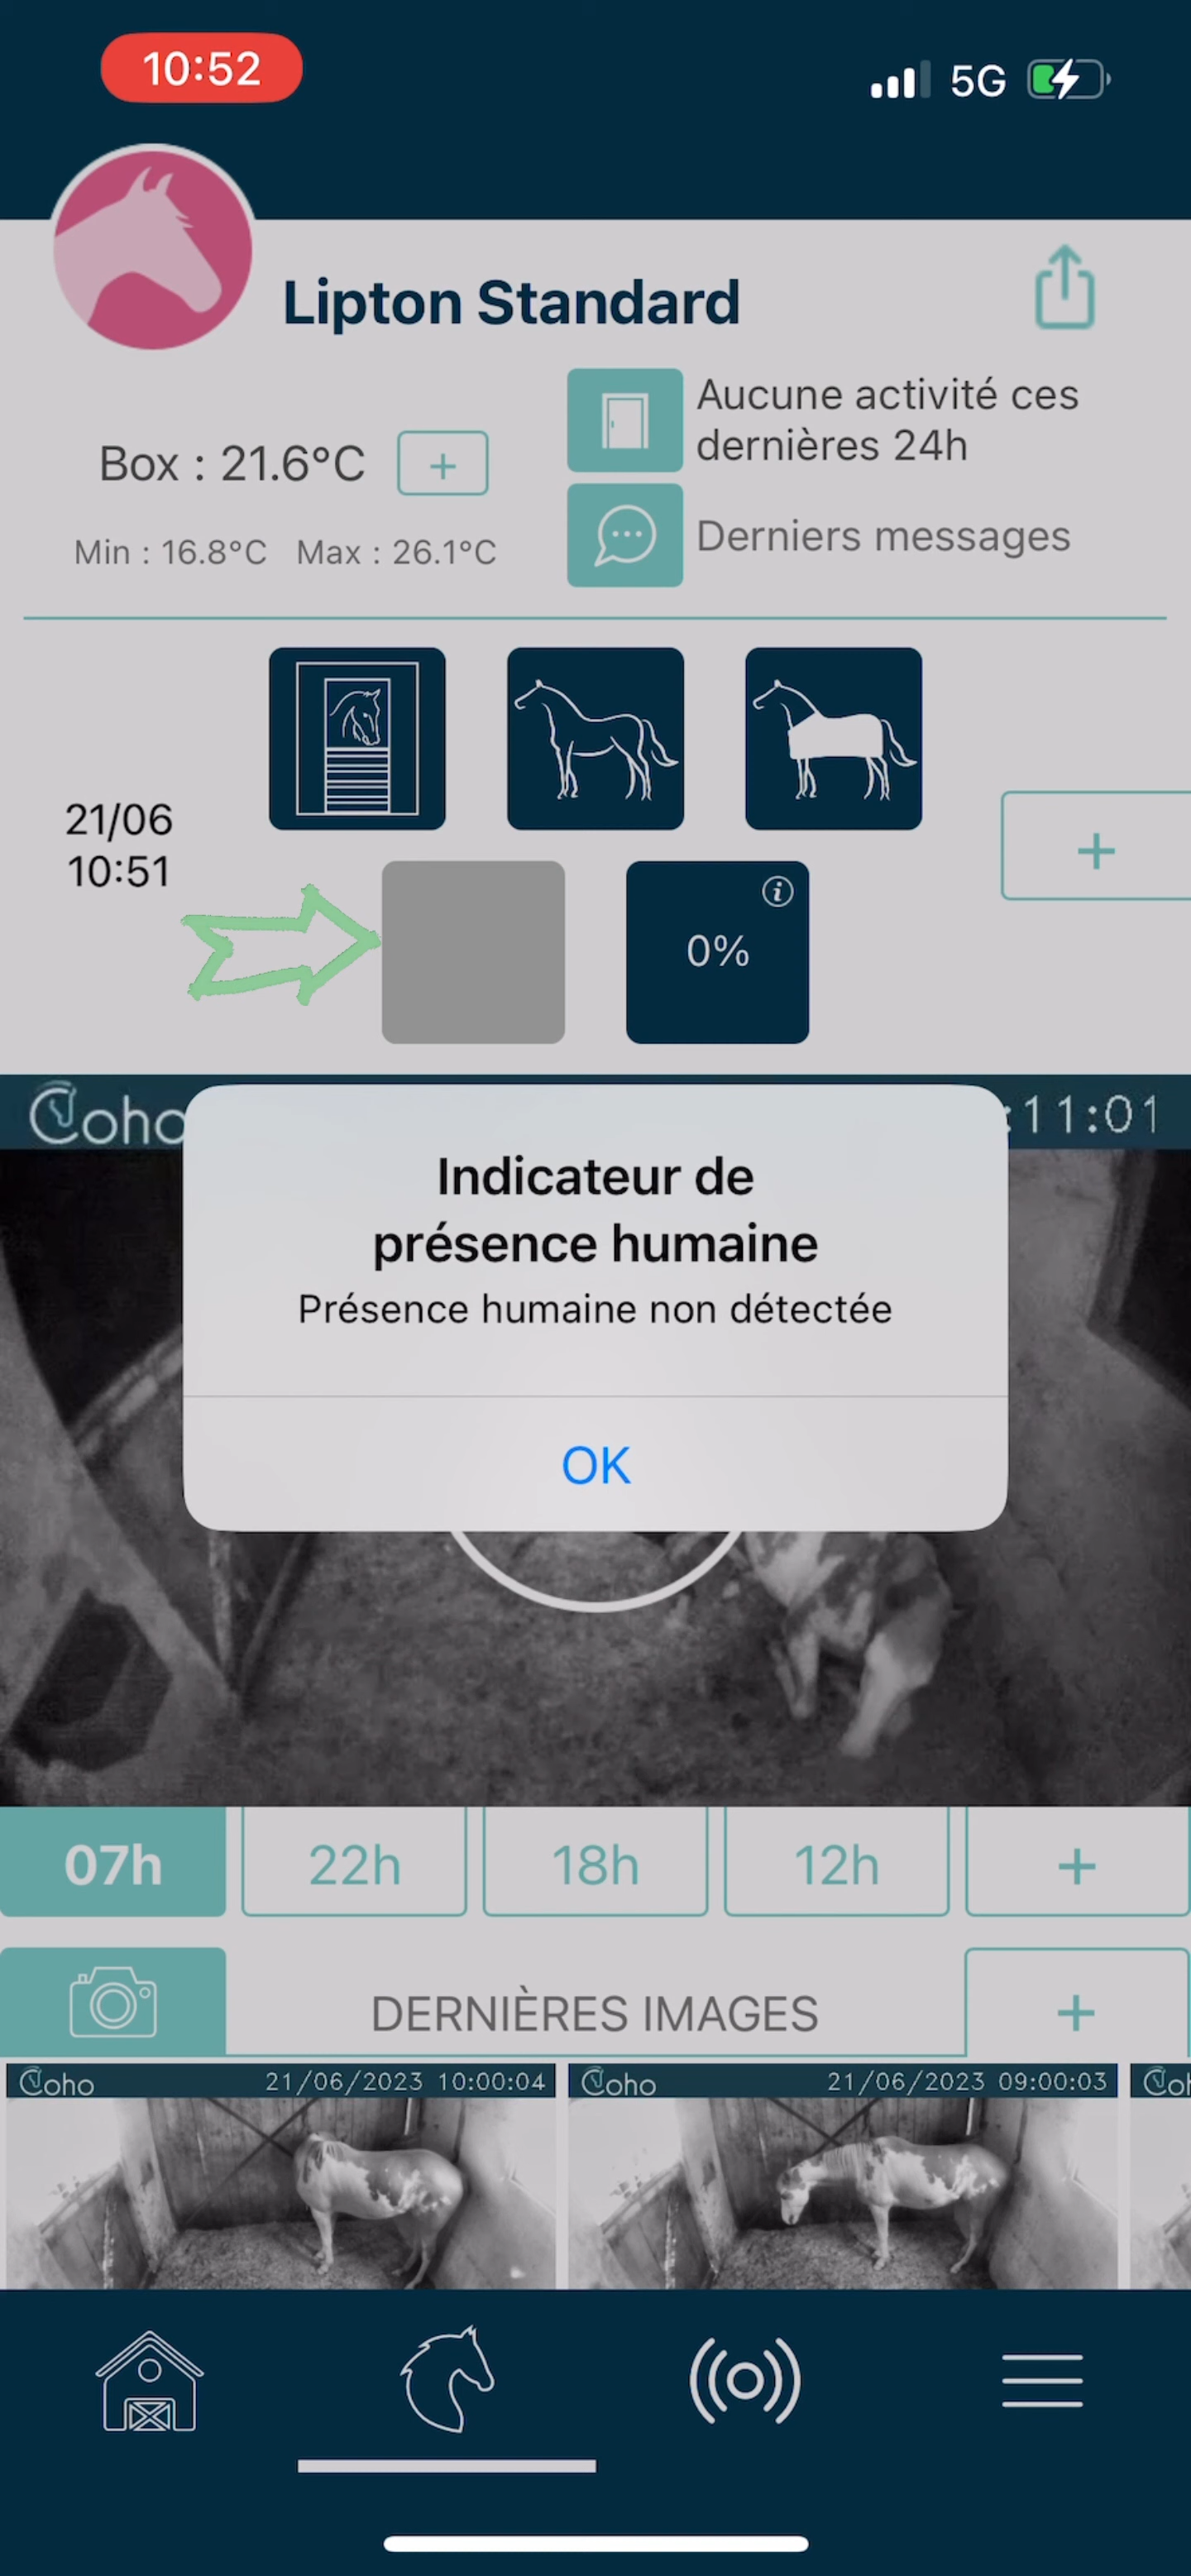 10:52
5G
Lipton Standard
Aucune activité ces
dernières 24h
Box : 21.6°C
+
Min : 16.8°C Max : 26.1°C
Derniers messages
21/06
10:51
+
i
0%
Coho
:11:01
Indicateur de
présence humaine
Présence humaine non détectée
OK
07h
22h
18h
12h
+
DERNIÈRES IMAGES
+
Coho 21/06/2023 10:00:04
Coho 21/06/2023 09:00:03
Coh